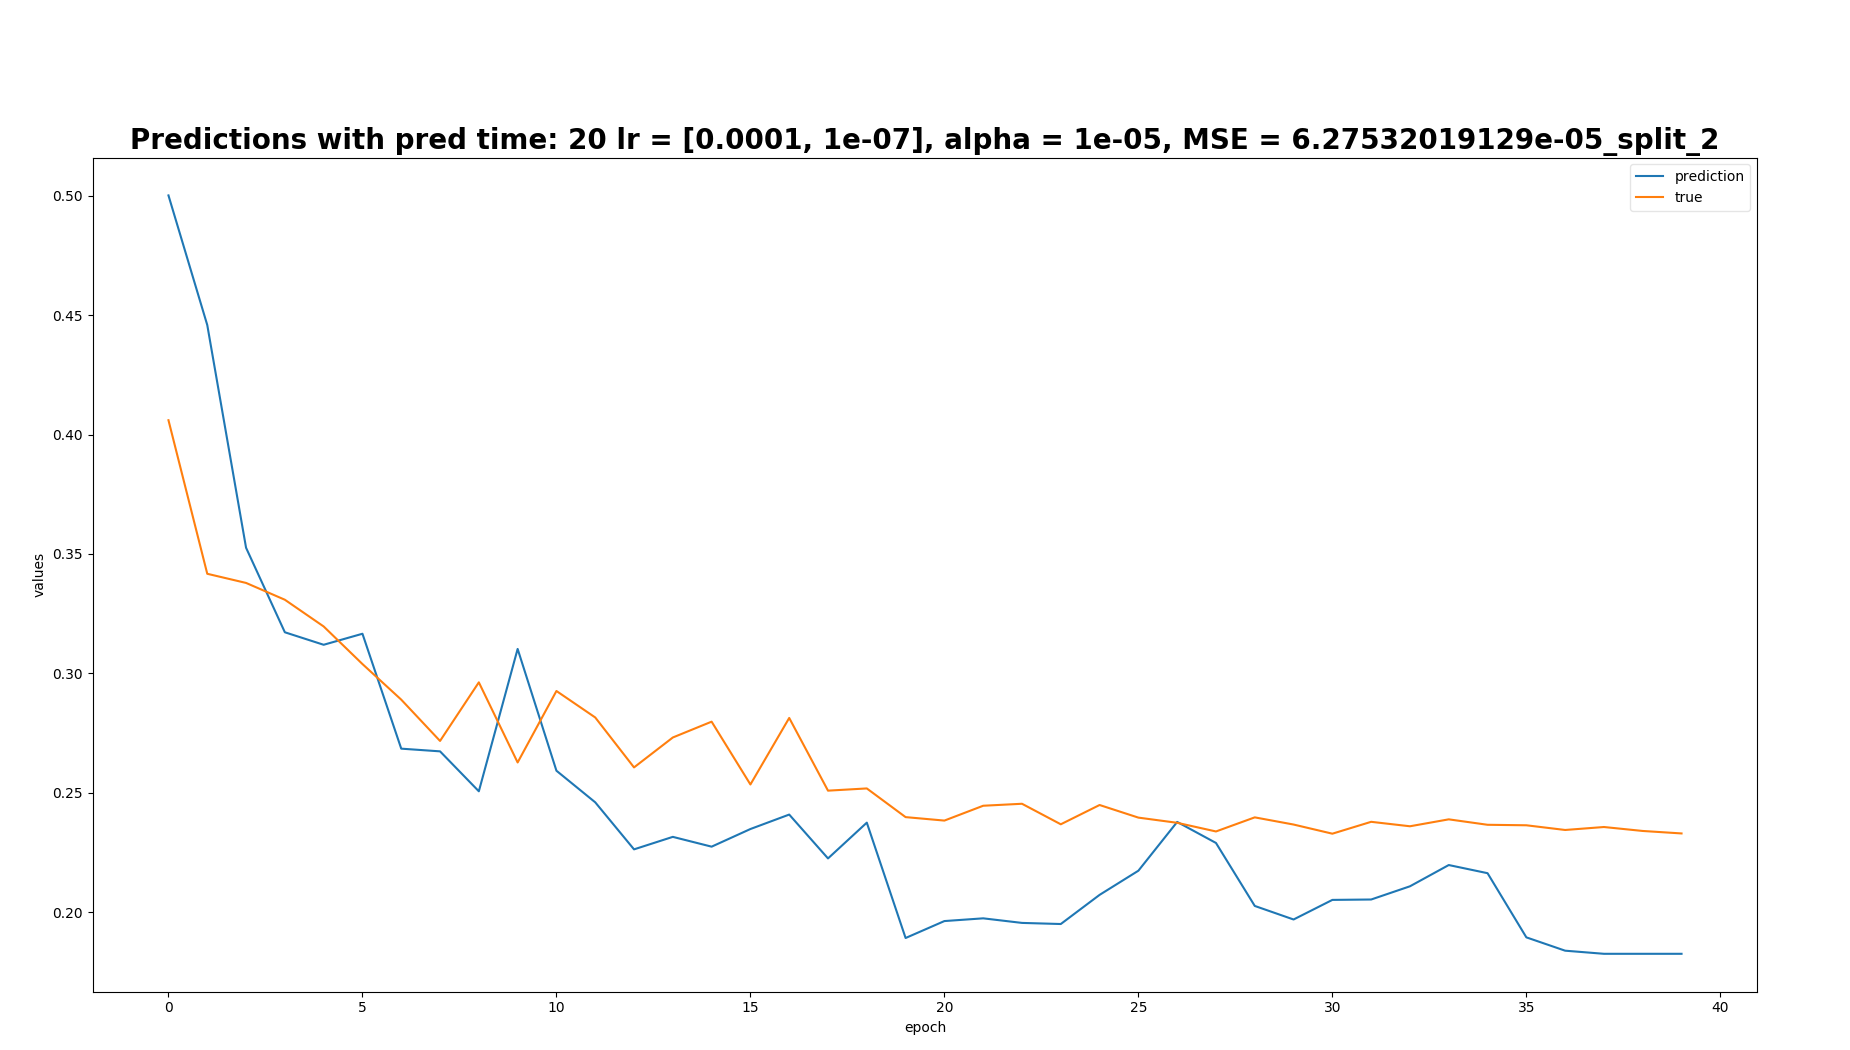 Predictions with pred time: 20 lr = [0.0001, 1e-07], alpha = 1e-05, MSE = 6.27532019129e-05_split_2
prediction
true
0.50
0.45
0.40
0.35
0.30
0.25
0.20
values
0 5 10 15 20 25 30 35 40
epoch